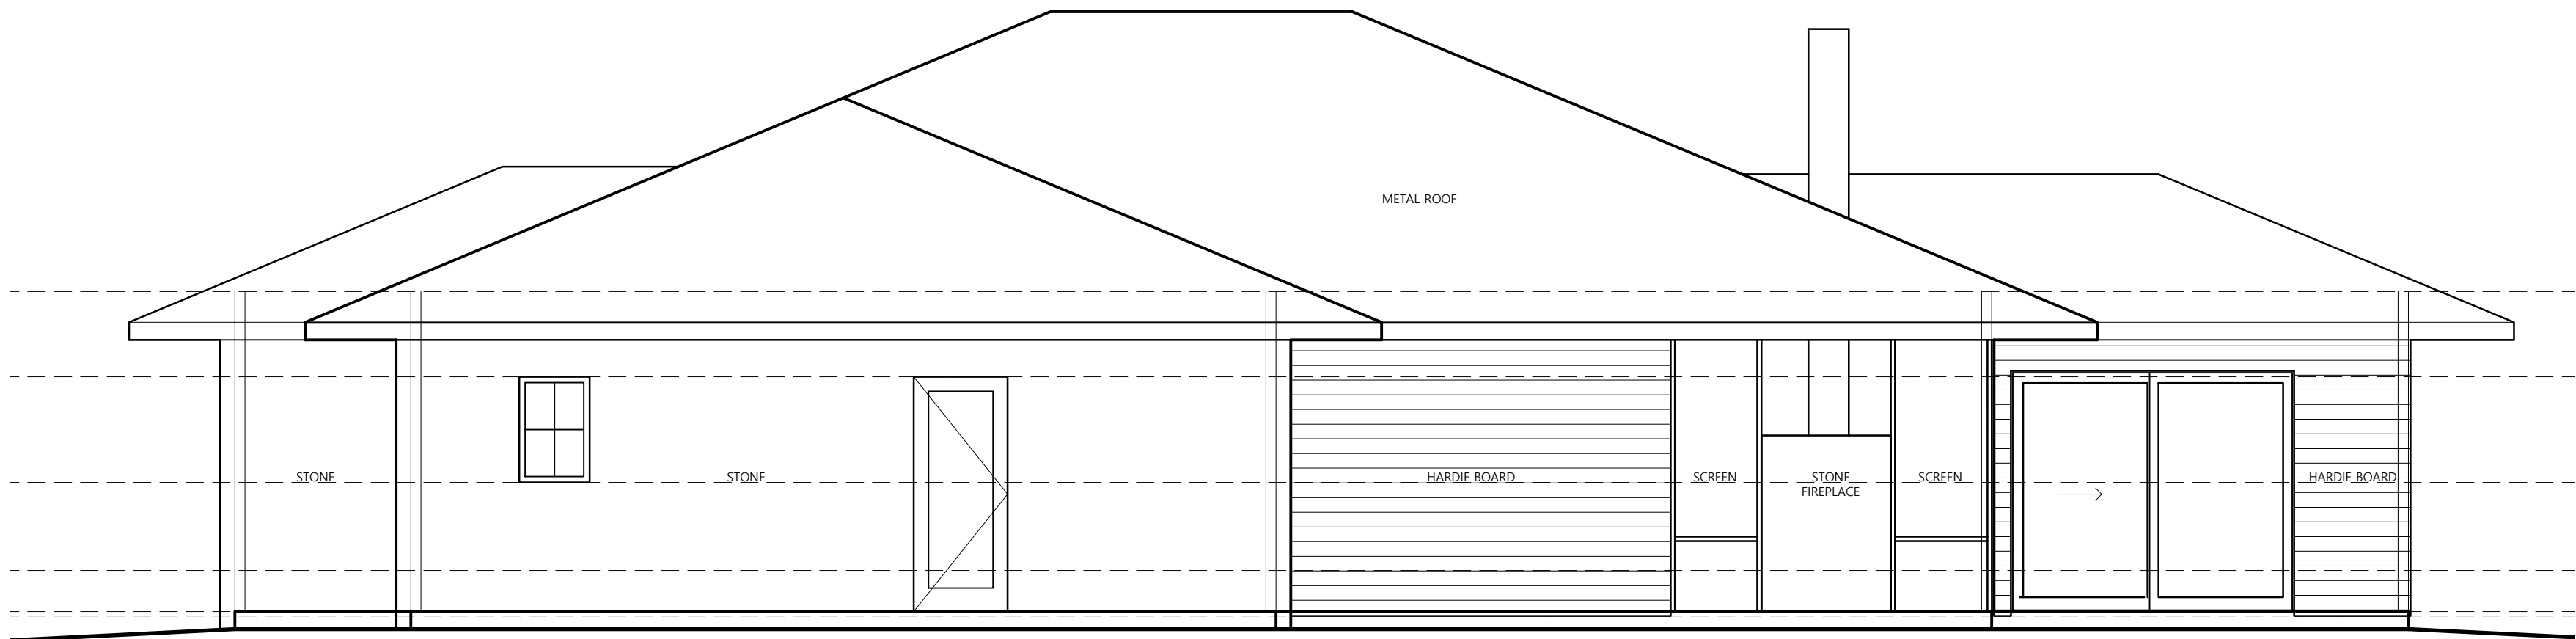 METAL ROOF
STONE
STONE
HARDIE BOARD
SCREEN
STONE
FIREPLACE
SCREEN
HARDIE BOARD